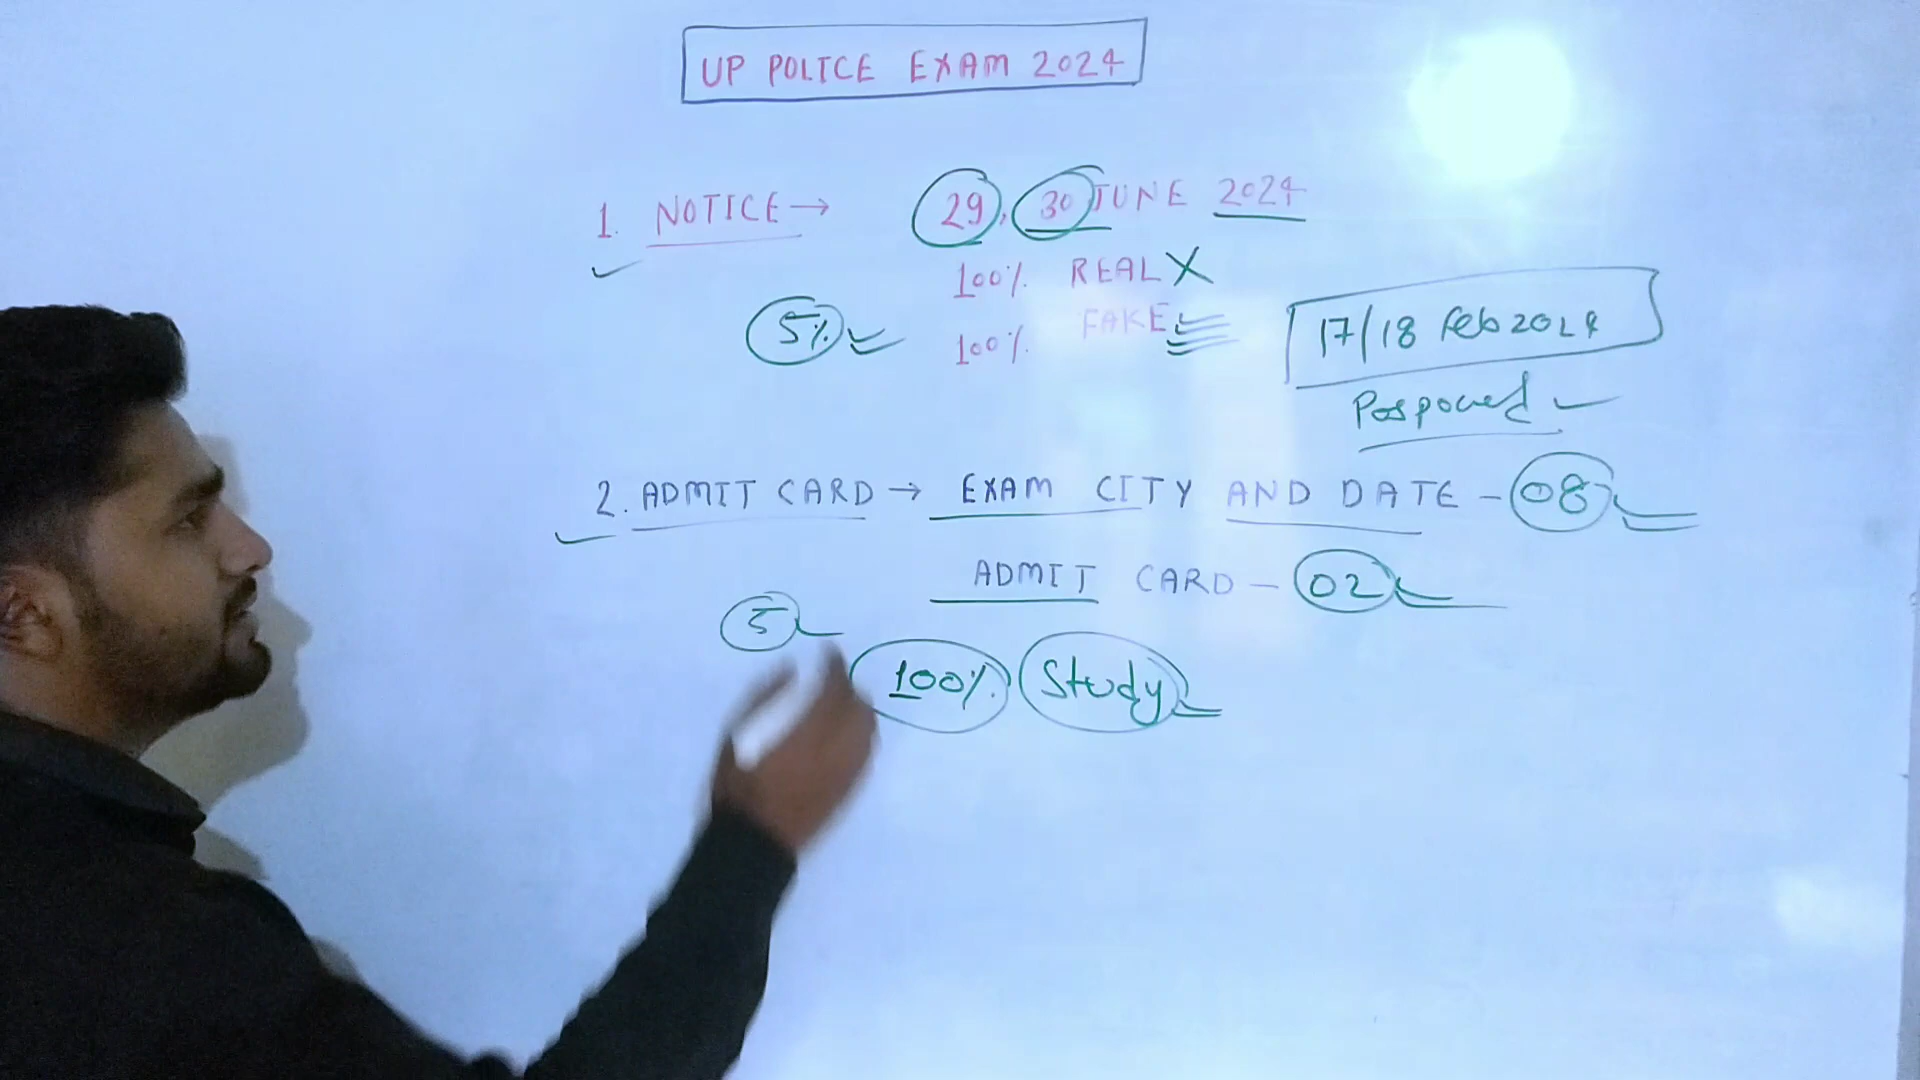 UP POLICE EXAM 2024
1. NOTICE → 29, 30 JUNE 2024
100% REAL X
5% 100% FAKE
17/18 Feb 2024
Posponed
2. ADMIT CARD → EXAM CITY AND DATE - 08
ADMIT CARD - 02
5
100% Study